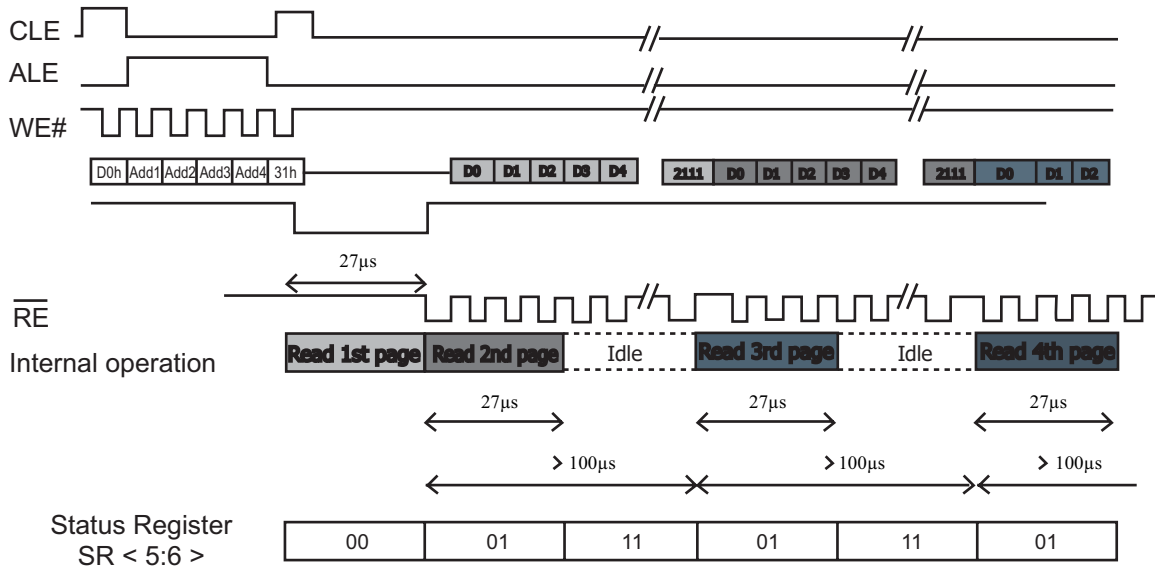 CLE
ALE
WE#
D0h Add1 Add2 Add3 Add4 31h D0 D1 D2 D3 D4 2111 D0 D1 D2 D3 D4 2111 D0 D1 D2
27µs
RE
Internal operation Read 1st page Read 2nd page Idle Read 3rd page Idle Read 4th page
27µs 27µs 27µs
> 100µs > 100µs > 100µs
Status Register
SR < 5:6 >
00 01 11 01 11 01